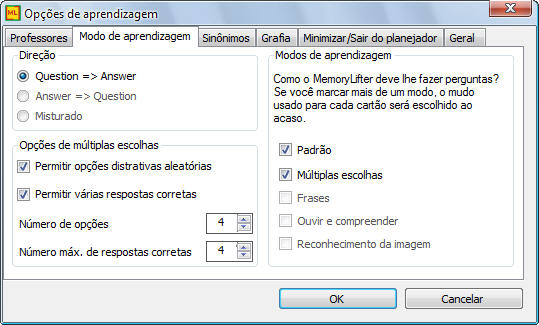 ML Opções de aprendizagem
Professores Modo de aprendizagem Sinônimos Grafia Minimizar/Sair do planejador Geral
Direção
Question => Answer
Answer => Question
Misturado
Opções de múltiplas escolhas
Permitir opções distrativas aleatórias
Permitir várias respostas corretas
Número de opções 4
Número máx. de respostas corretas 4
Modos de aprendizagem
Como o MemoryLifter deve lhe fazer perguntas?
Se você marcar mais de um modo, o mudo
usado para cada cartão será escolhido ao
acaso.
Padrão
Múltiplas escolhas
Frases
Ouvir e compreender
Reconhecimento da imagem
OK Cancelar